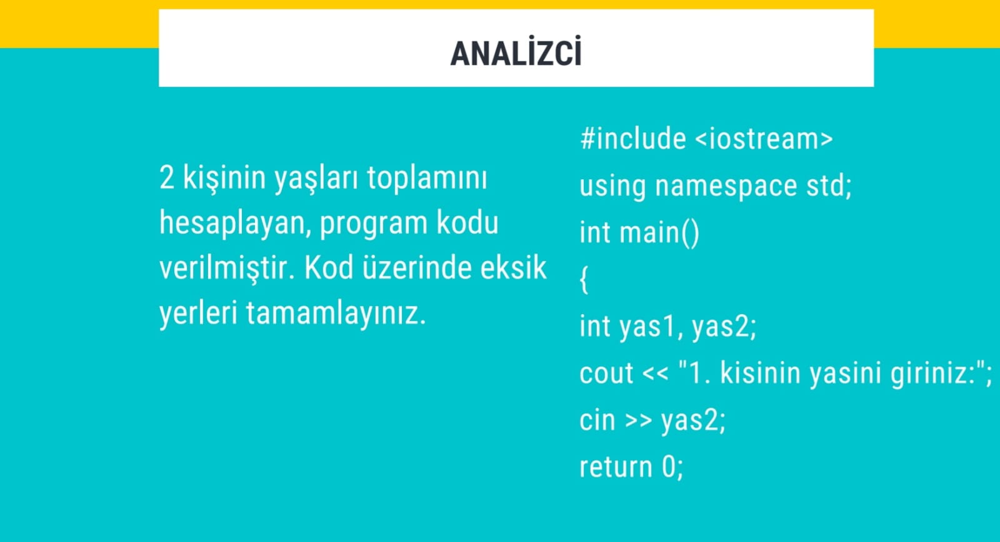 ANALİZCİ
2 kişinin yaşları toplamını
hesaplayan, program kodu
verilmiştir. Kod üzerinde eksik
yerleri tamamlayınız.
#include <iostream>
using namespace std;
int main()
{
int yas1, yas2;
cout << "1. kisinin yasini giriniz:";
cin >> yas2;
return 0;